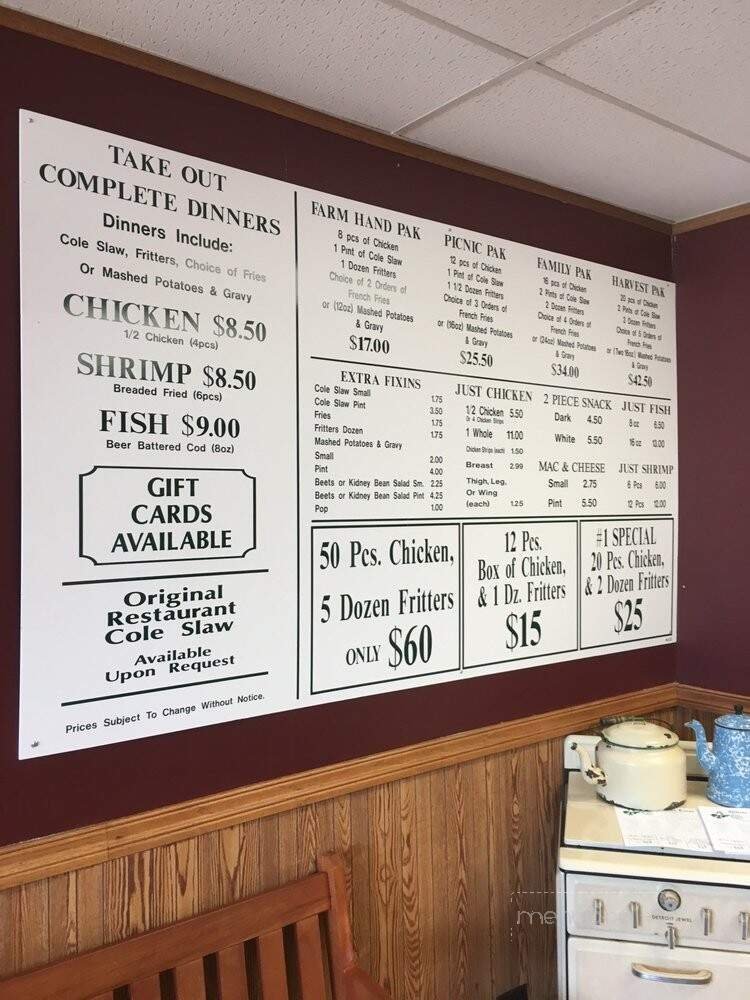 TAKE OUT
COMPLETE DINNERS
Dinners Include:
Cole Slaw, Fritters, Choice of Fries
Or Mashed Potatoes & Gravy
CHICKEN $8.50
1/2 Chicken (4pcs)
SHRIMP $8.50
Breaded Fried (6pcs)
FISH $9.00
Beer Battered Cod (8oz)
GIFT
CARDS
AVAILABLE
Original
Restaurant
Cole Slaw
Available
Upon Request
Prices Subject To Change Without Notice.
FARM HAND PAK
8 pcs of Chicken
1 Pint of Cole Slaw
1 Dozen Fritters
Choice of 2 Orders of
French Fries
or (12oz) Mashed Potatoes
& Gravy
$17.00
PICNIC PAK
12 pcs of Chicken
1 Pint of Cole Slaw
1 1/2 Dozen Fritters
Choice of 3 Orders of
French Fries
or (16oz) Mashed Potatoes
& Gravy
$25.50
FAMILY PAK
16 pcs of Chicken
2 Pints of Cole Slaw
2 Dozen Fritters
Choice of 4 Orders of
French Fries
or (24oz) Mashed Potatoes
& Gravy
$34.00
HARVEST PAK
20 pcs of Chicken
2 Pints of Cole Slaw
2 Dozen Fritters
Choice of 5 Orders of
French Fries
or (Two 16oz) Mashed Potatoes
& Gravy
$42.50
EXTRA FIXINS
Cole Slaw Small 1.75
Cole Slaw Pint 3.50
Fries 1.75
Fritters Dozen 1.75
Mashed Potatoes & Gravy
Small 2.00
Pint 4.00
Beets or Kidney Bean Salad Sm. 2.25
Beets or Kidney Bean Salad Pint 4.25
Pop 1.00
JUST CHICKEN
1/2 Chicken 5.50
Or 4 Chicken Strips
1 Whole 11.00
Chicken Strips (each) 1.50
Breast 2.99
Thigh, Leg,
Or Wing
(each) 1.25
2 PIECE SNACK
Dark 4.50
White 5.50
MAC & CHEESE
Small 2.75
Pint 5.50
JUST FISH
8 oz 6.50
16 oz 13.00
JUST SHRIMP
6 Pcs 6.00
12 Pcs 12.00
50 Pcs. Chicken,
5 Dozen Fritters
ONLY $60
12 Pcs.
Box of Chicken,
& 1 Dz. Fritters
$15
#1 SPECIAL
20 Pcs. Chicken,
& 2 Dozen Fritters
$25
DETROIT JEWEL